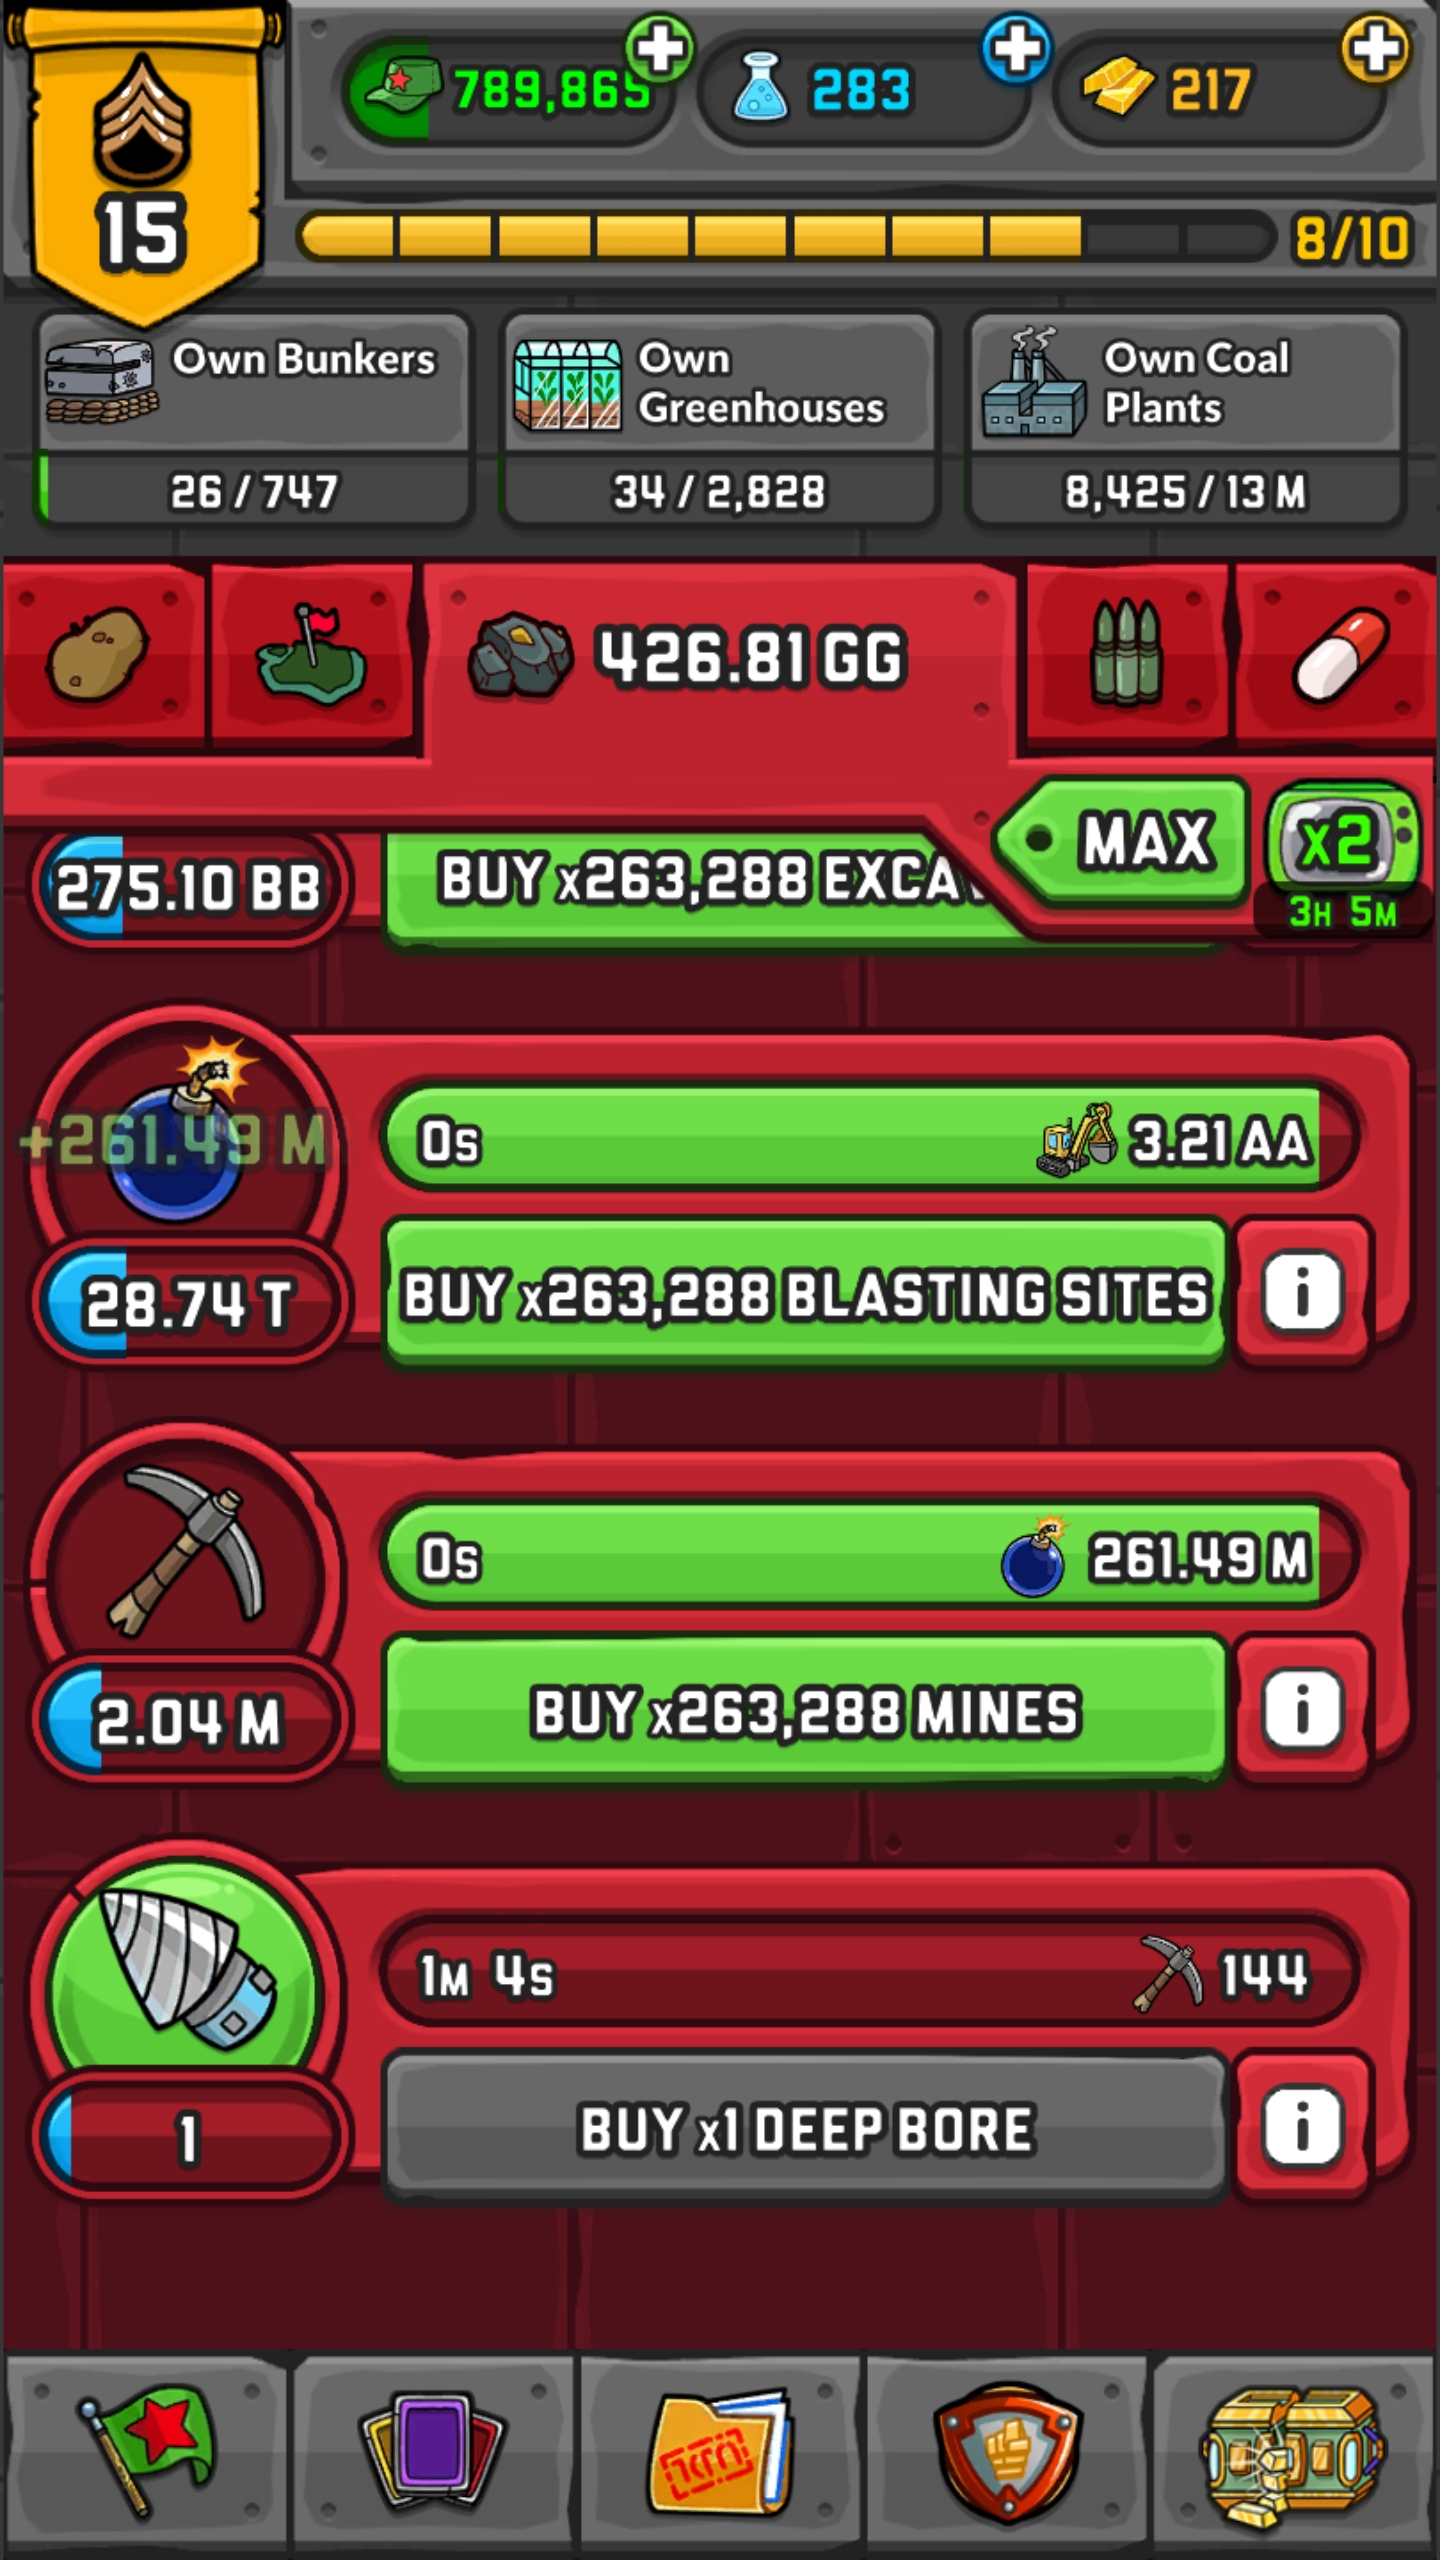 789,865
283
217
15
8/10
Own Bunkers
26 / 747
Own
Greenhouses
34 / 2,828
Own Coal
Plants
8,425 / 13 M
426.81 GG
MAX
x2
3H 5M
275.10 BB
BUY x263,288
+261.49 M
0s
3.21 AA
28.74 T
BUY x263,288 BLASTING SITES
i
0s
261.49 M
2.04 M
BUY x263,288 MINES
i
1M 4s
144
1
BUY x1 DEEP BORE
i